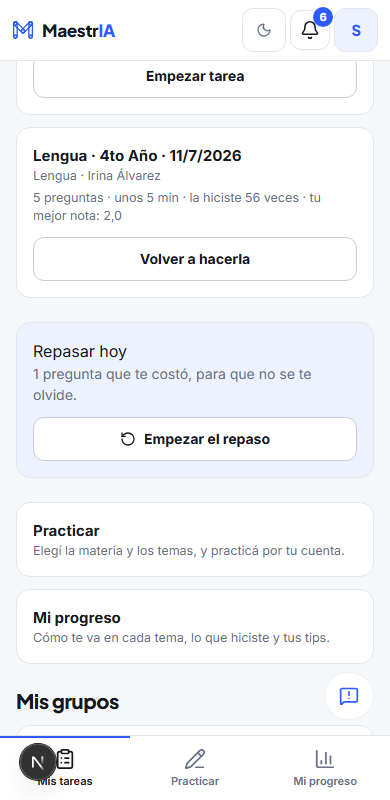 MaestrIA
6
S
Empezar tarea
Lengua · 4to Año · 11/7/2026
Lengua · Irina Álvarez
5 preguntas · unos 5 min · la hiciste 56 veces · tu
mejor nota: 2,0
Volver a hacerla
Repasar hoy
1 pregunta que te costó, para que no se te
olvide.
Empezar el repaso
Practicar
Elegí la materia y los temas, y practicá por tu cuenta.
Mi progreso
Cómo te va en cada tema, lo que hiciste y tus tips.
Mis grupos
N
Mis tareas
Practicar
Mi progreso